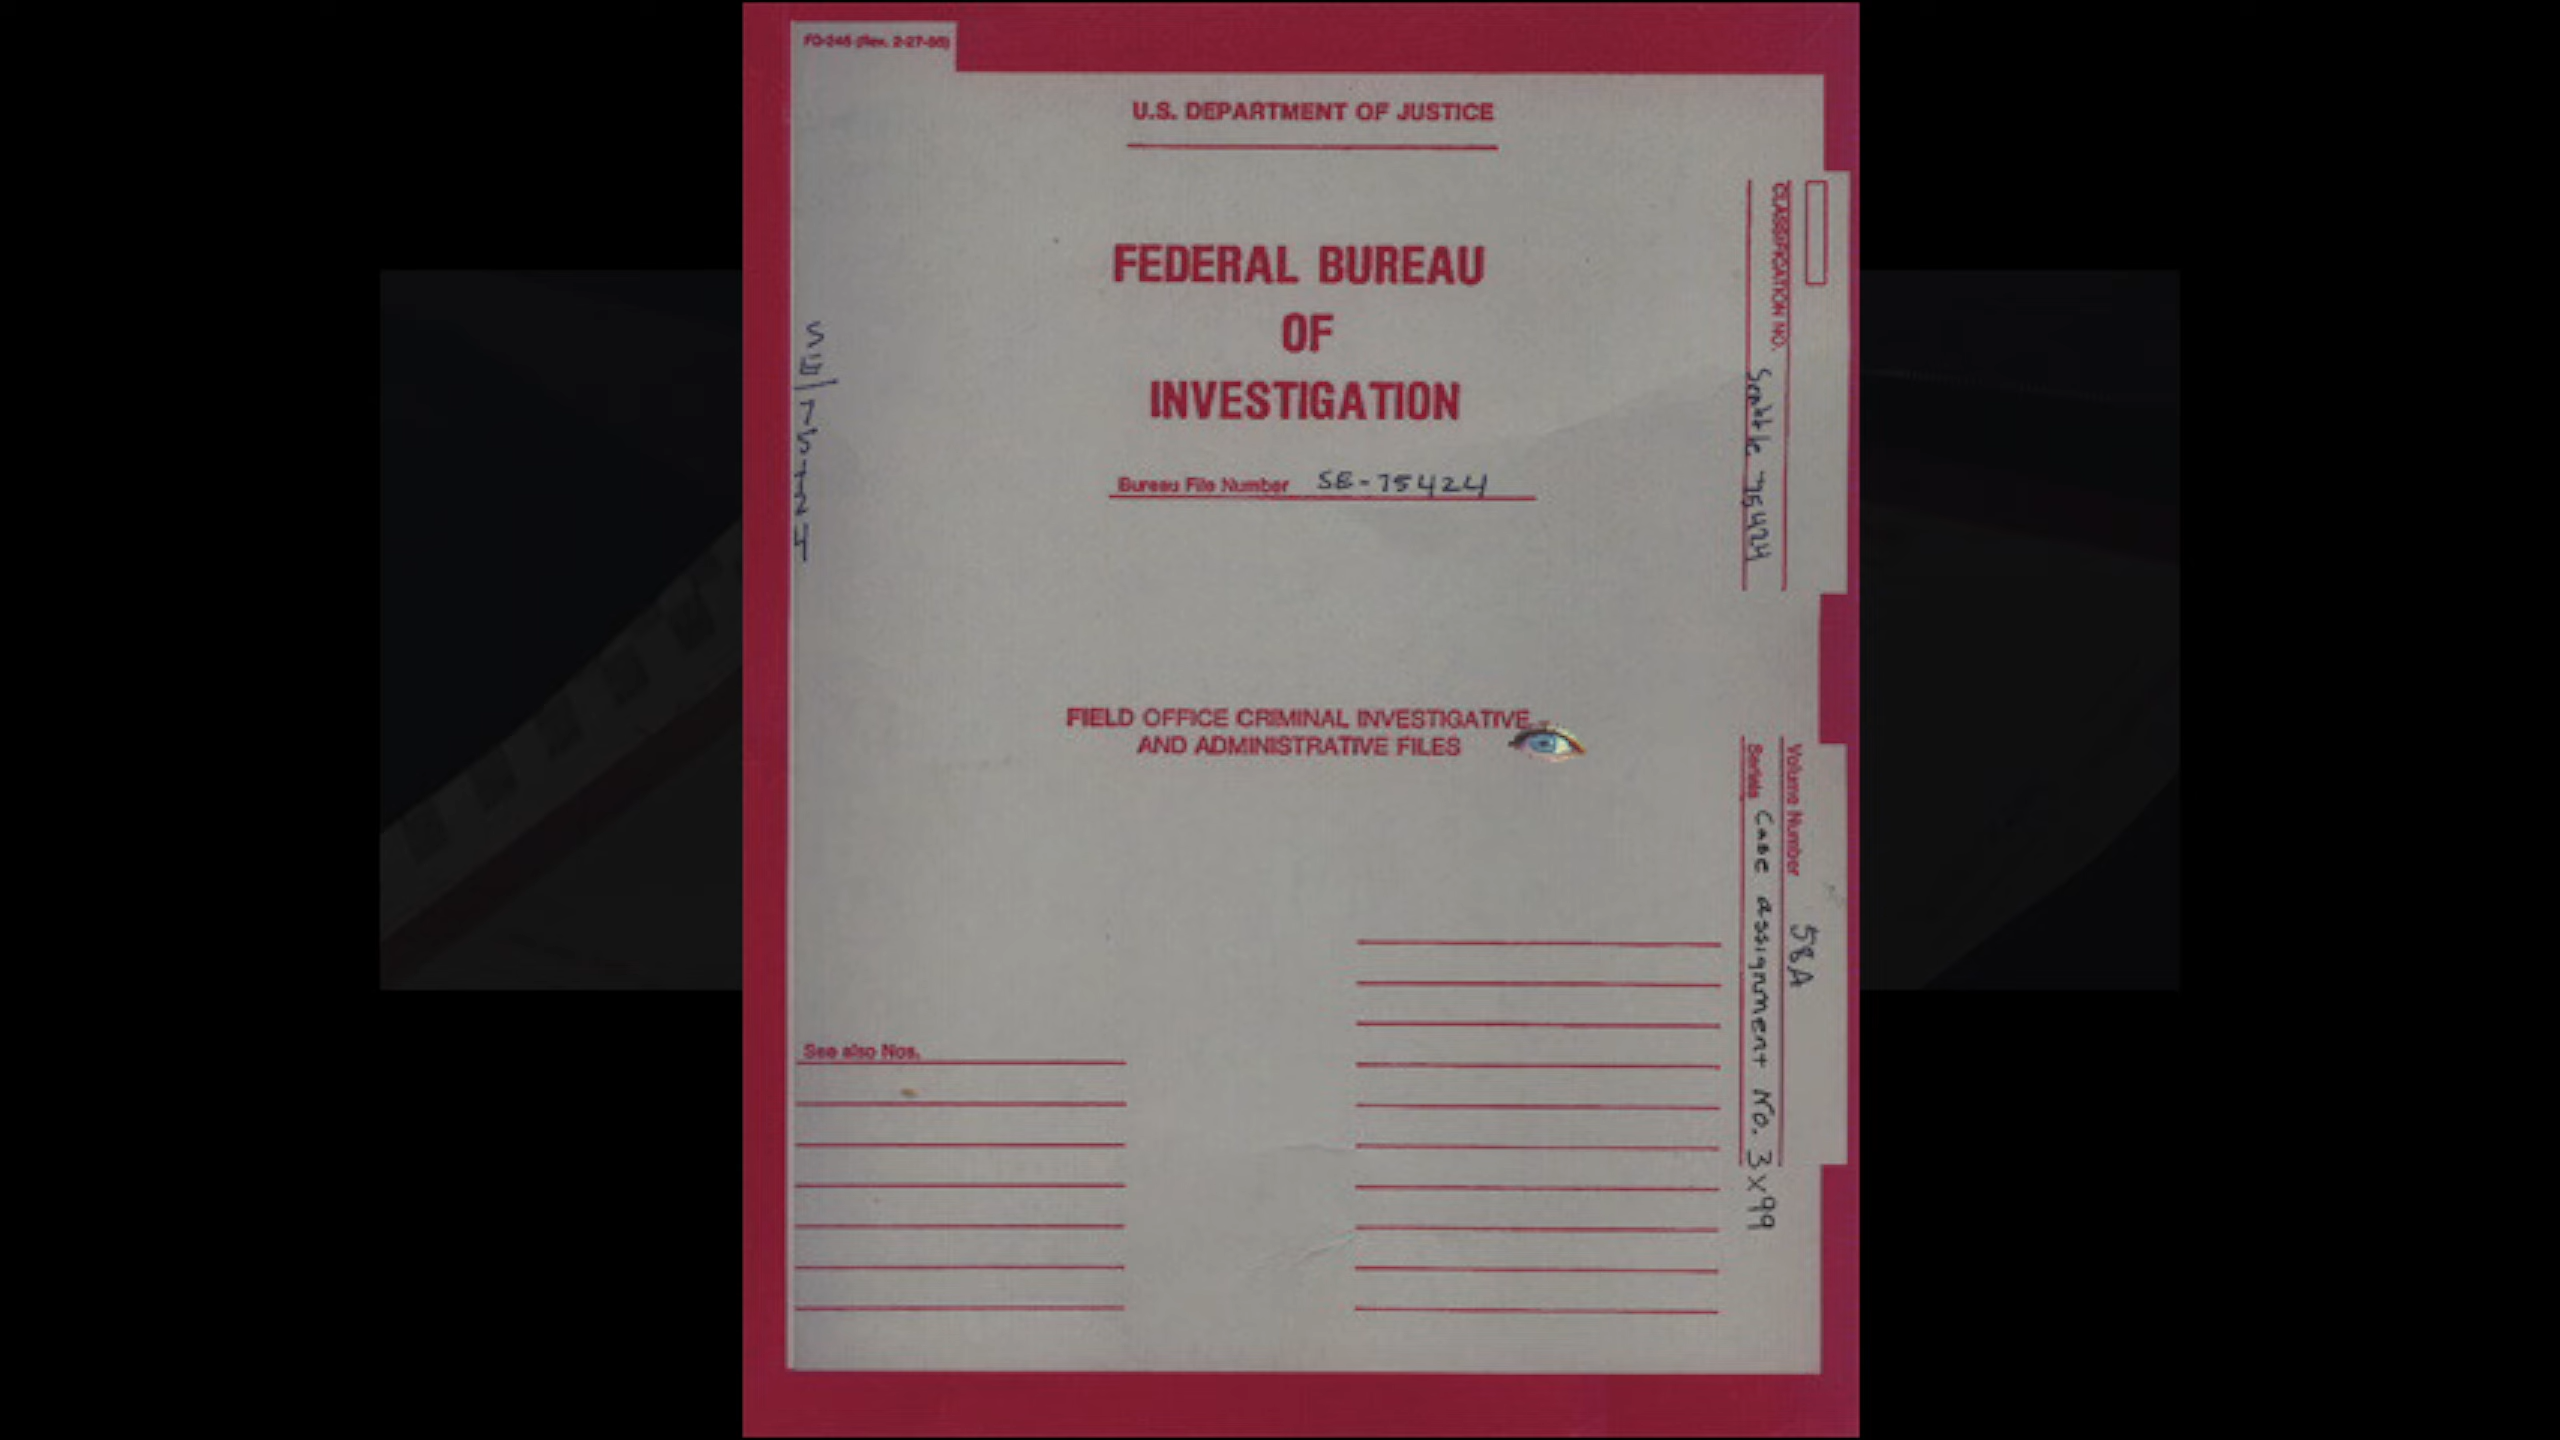 FD-245 (Rev. 2-27-86)
U.S. DEPARTMENT OF JUSTICE
FEDERAL BUREAU
OF
INVESTIGATION
Bureau File Number SE-75424
FIELD OFFICE CRIMINAL INVESTIGATIVE
AND ADMINISTRATIVE FILES
See also Nos.
CLASSIFICATION NO.
Seattle 75424
Volume Number 58A
Serials Case assignment No. 3x99